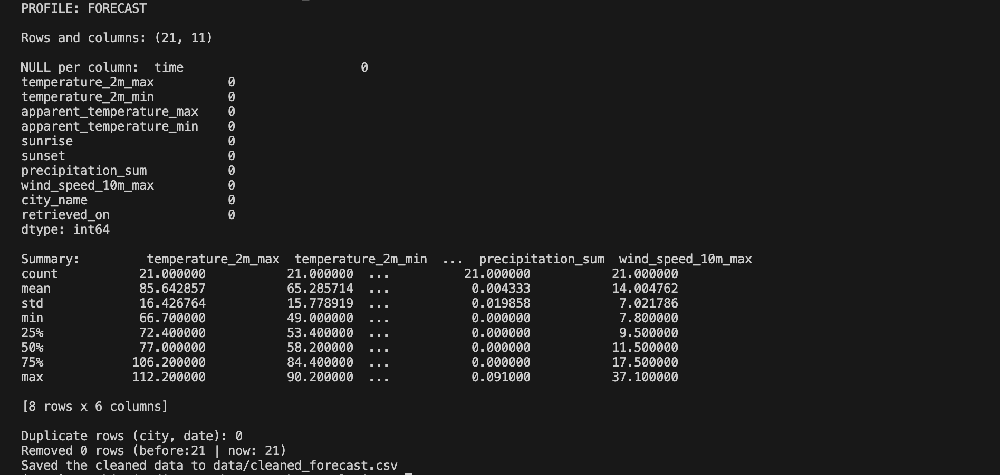 PROFILE: FORECAST
Rows and columns: (21, 11)
NULL per column:  time                        0
temperature_2m_max          0
temperature_2m_min          0
apparent_temperature_max    0
apparent_temperature_min    0
sunrise                     0
sunset                      0
precipitation_sum           0
wind_speed_10m_max          0
city_name                   0
retrieved_on                0
dtype: int64
Summary:         temperature_2m_max  temperature_2m_min  ...  precipitation_sum  wind_speed_10m_max
count           21.000000           21.000000  ...          21.000000           21.000000
mean            85.642857           65.285714  ...           0.004333           14.004762
std             16.426764           15.778919  ...           0.019858            7.021786
min             66.700000           49.000000  ...           0.000000            7.800000
25%             72.400000           53.400000  ...           0.000000            9.500000
50%             77.000000           58.200000  ...           0.000000           11.500000
75%            106.200000           84.400000  ...           0.000000           17.500000
max            112.200000           90.200000  ...           0.091000           37.100000
[8 rows x 6 columns]
Duplicate rows (city, date): 0
Removed 0 rows (before:21 | now: 21)
Saved the cleaned data to data/cleaned_forecast.csv